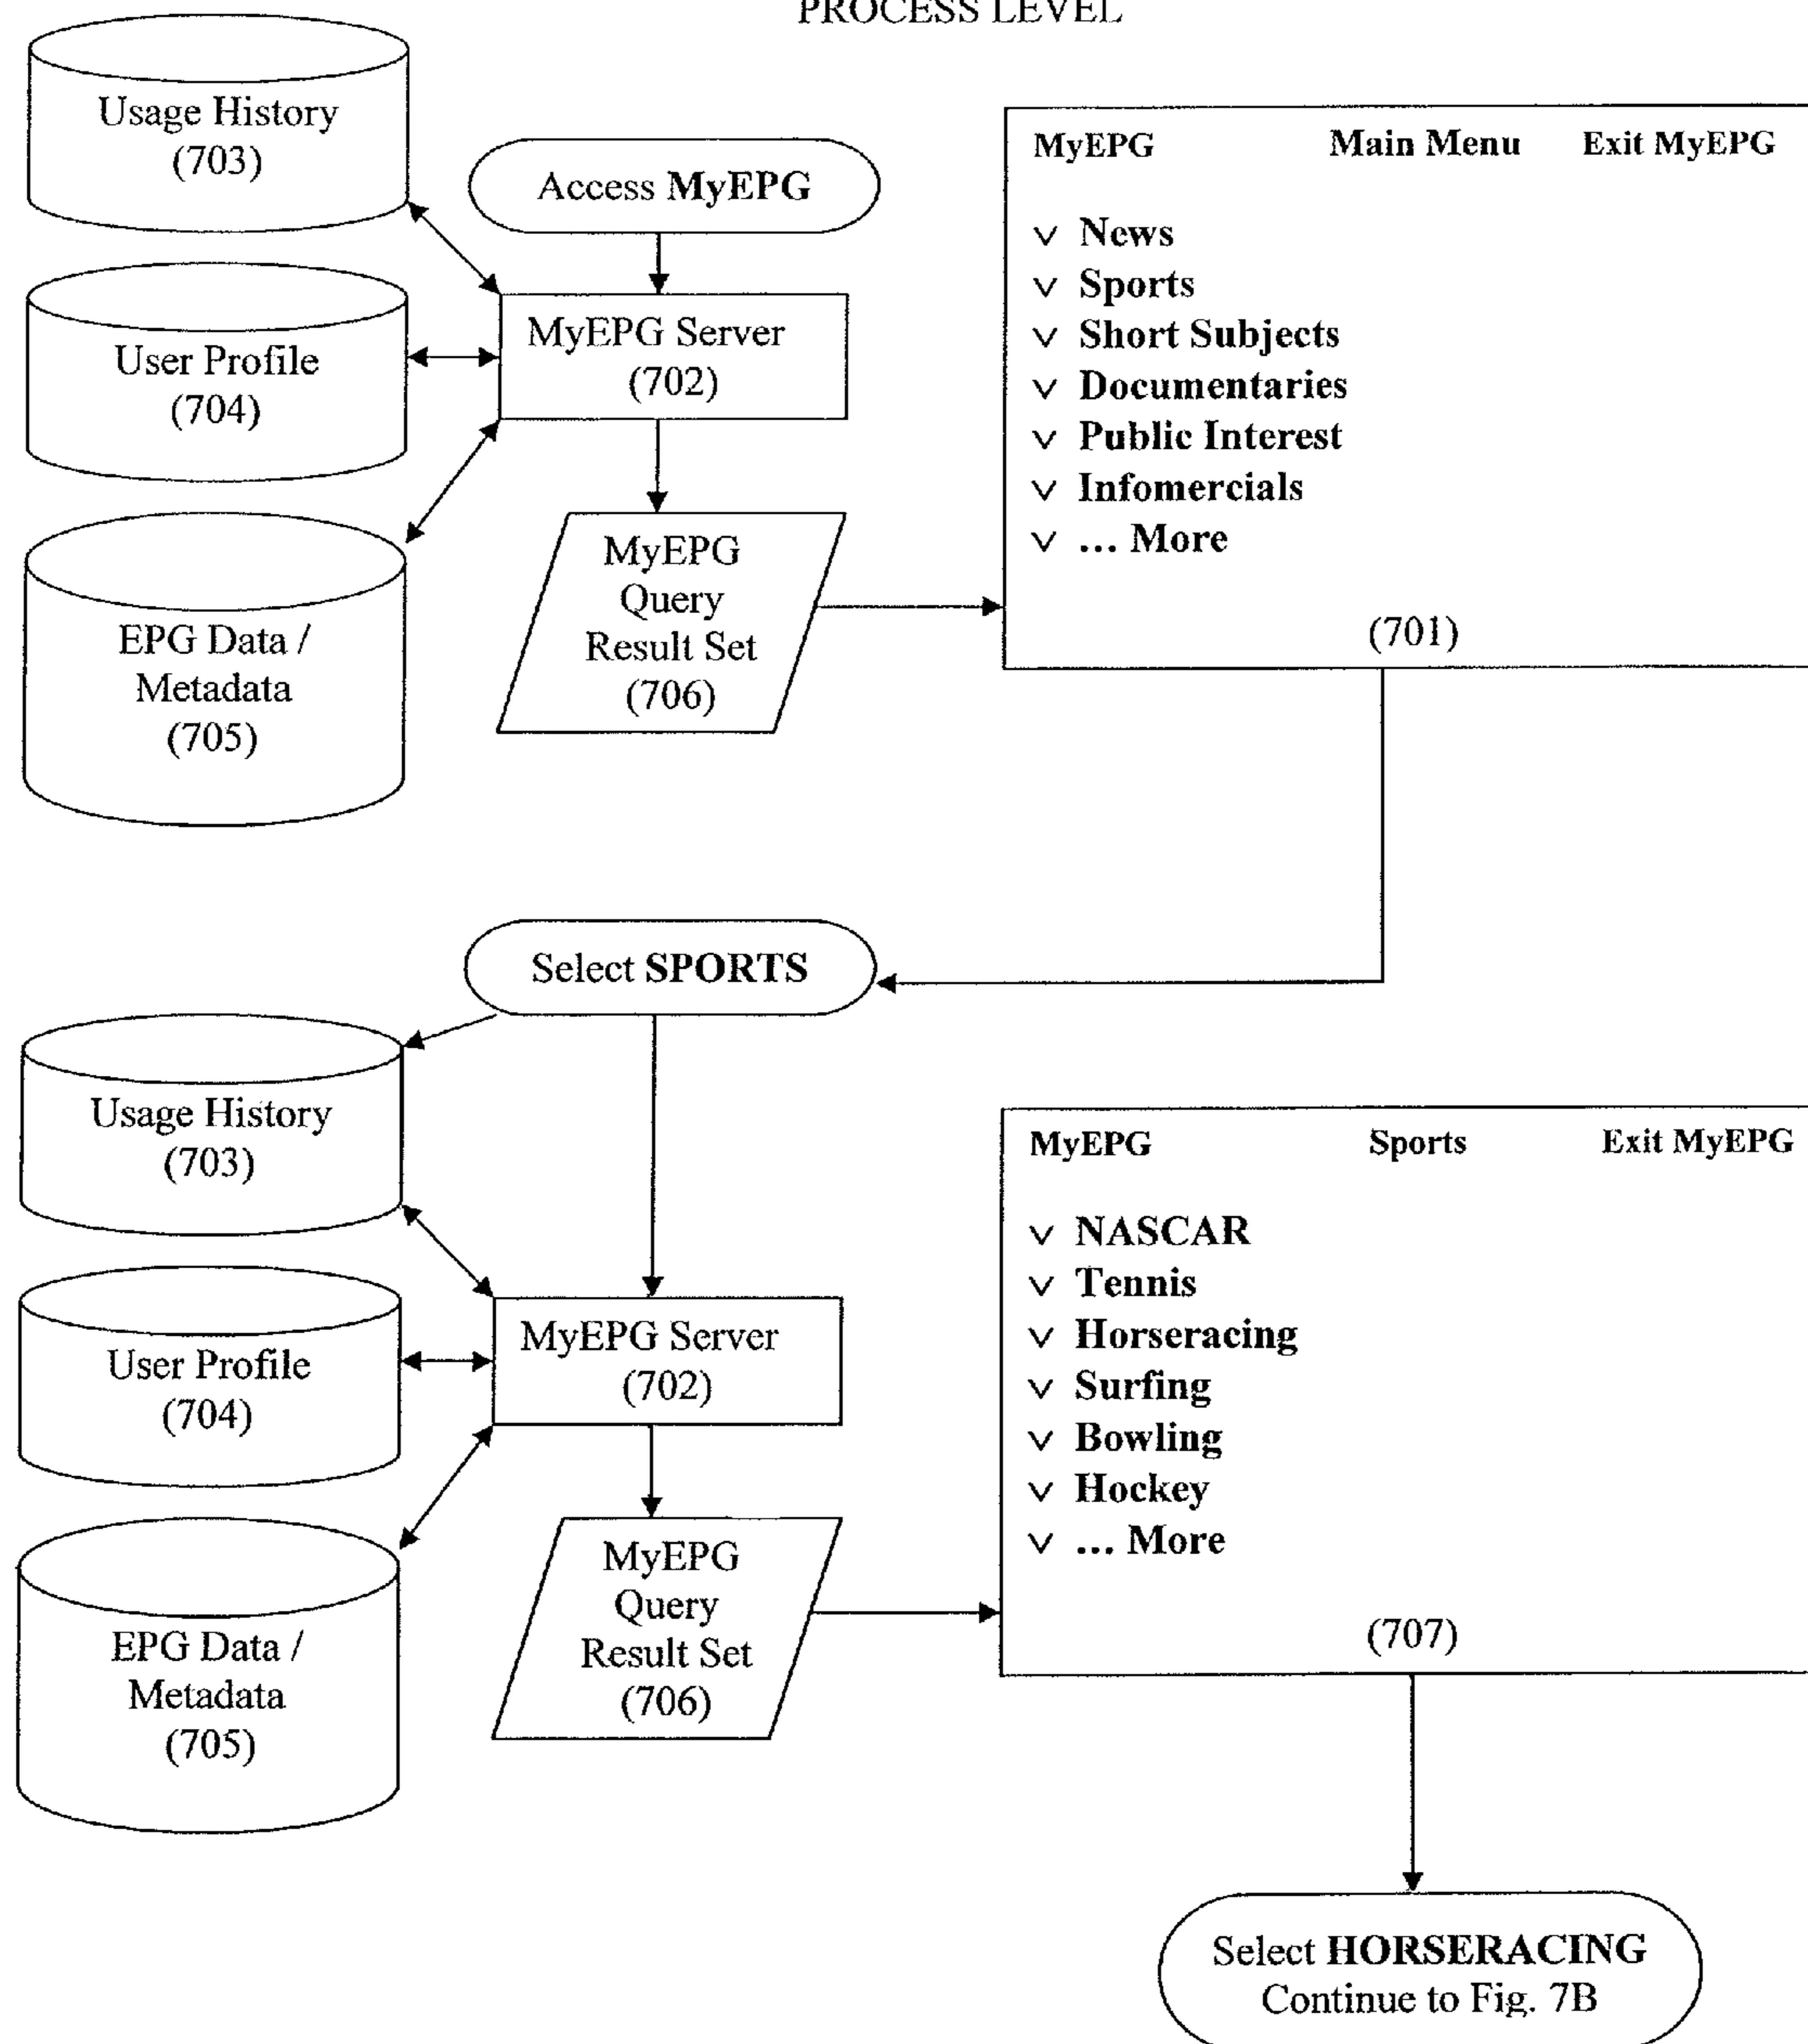 PROCESS LEVEL
Usage History
(703)
Access MyEPG
User Profile
(704)
MyEPG Server
(702)
EPG Data /
Metadata
(705)
MyEPG
Query
Result Set
(706)
MyEPG Main Menu Exit MyEPG
v News
v Sports
v Short Subjects
v Documentaries
v Public Interest
v Infomercials
v ... More
(701)
Select SPORTS
Usage History
(703)
User Profile
(704)
MyEPG Server
(702)
EPG Data /
Metadata
(705)
MyEPG
Query
Result Set
(706)
MyEPG Sports Exit MyEPG
v NASCAR
v Tennis
v Horseracing
v Surfing
v Bowling
v Hockey
v ... More
(707)
Select HORSERACING
Continue to Fig. 7B